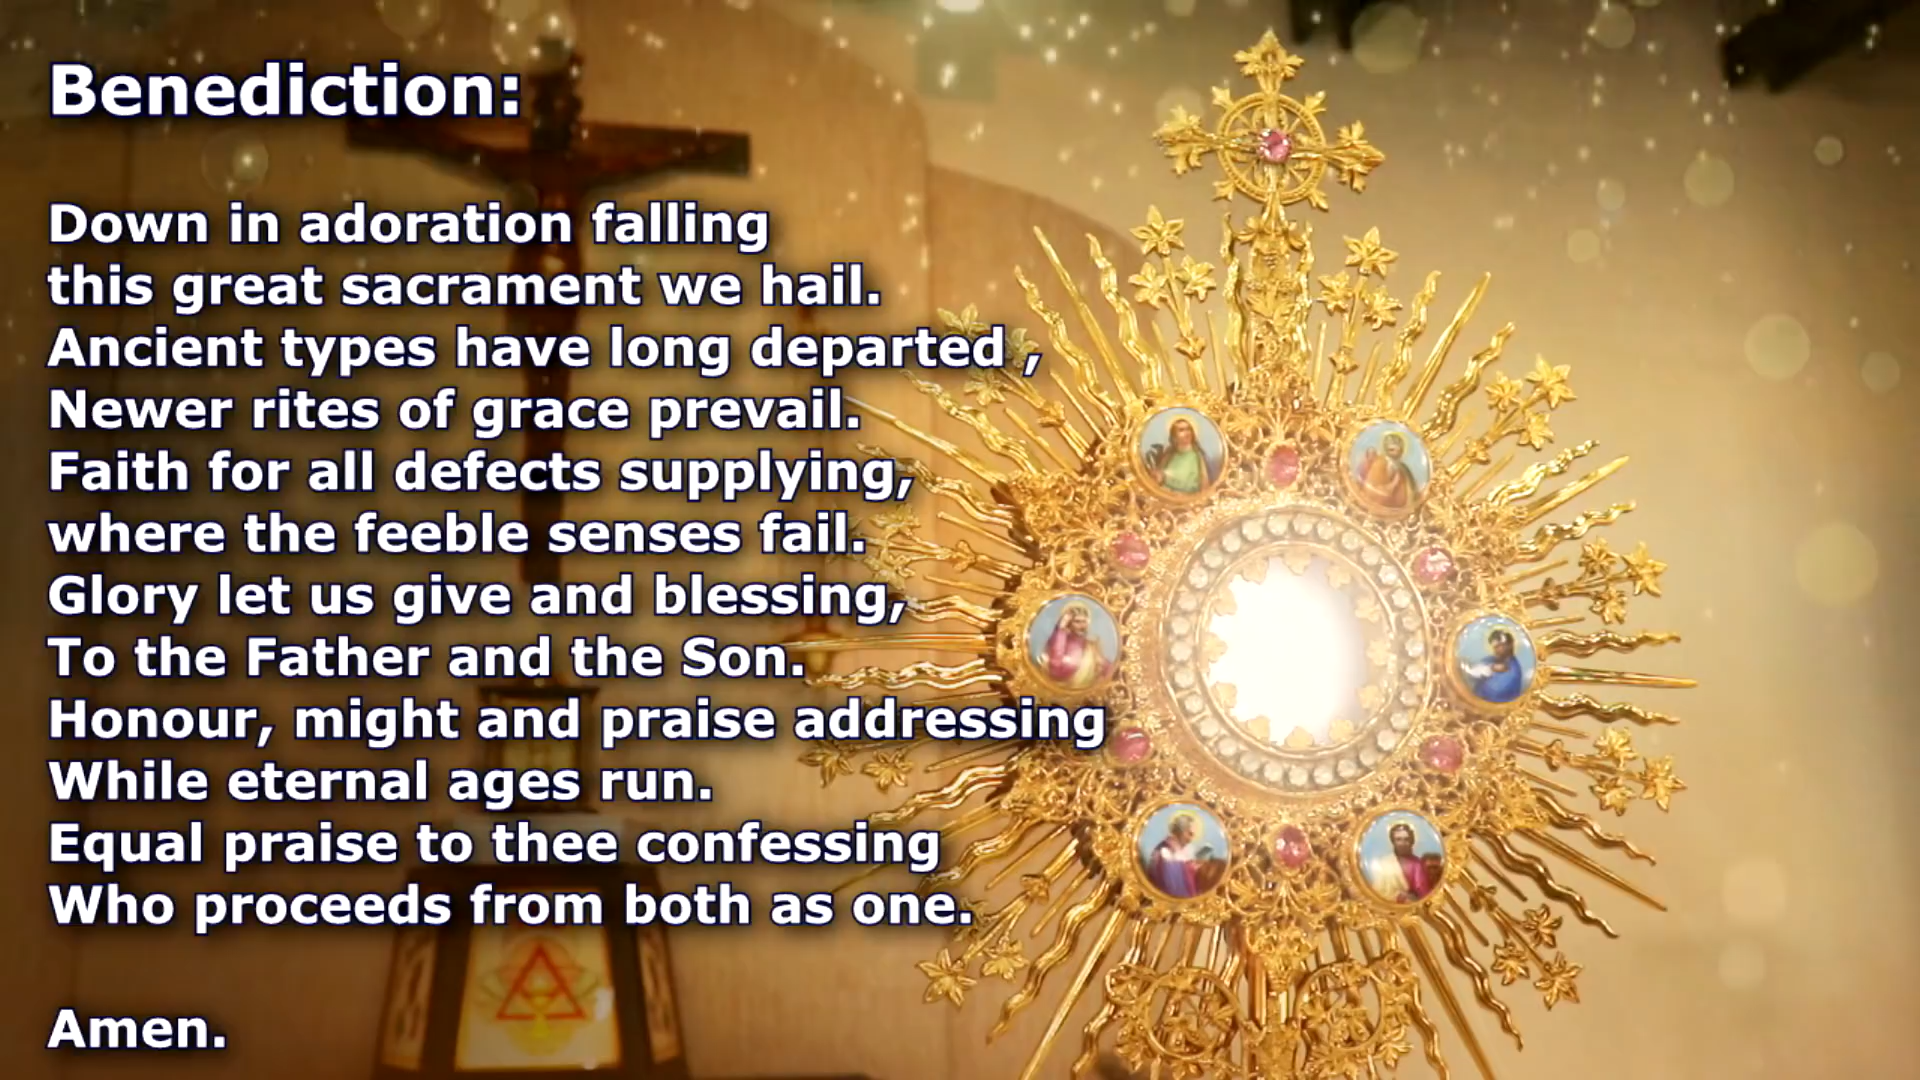 Benediction:
Down in adoration falling
this great sacrament we hail.
Ancient types have long departed ,
Newer rites of grace prevail.
Faith for all defects supplying,
where the feeble senses fail.
Glory let us give and blessing,
To the Father and the Son.
Honour, might and praise addressing
While eternal ages run.
Equal praise to thee confessing
Who proceeds from both as one.
Amen.